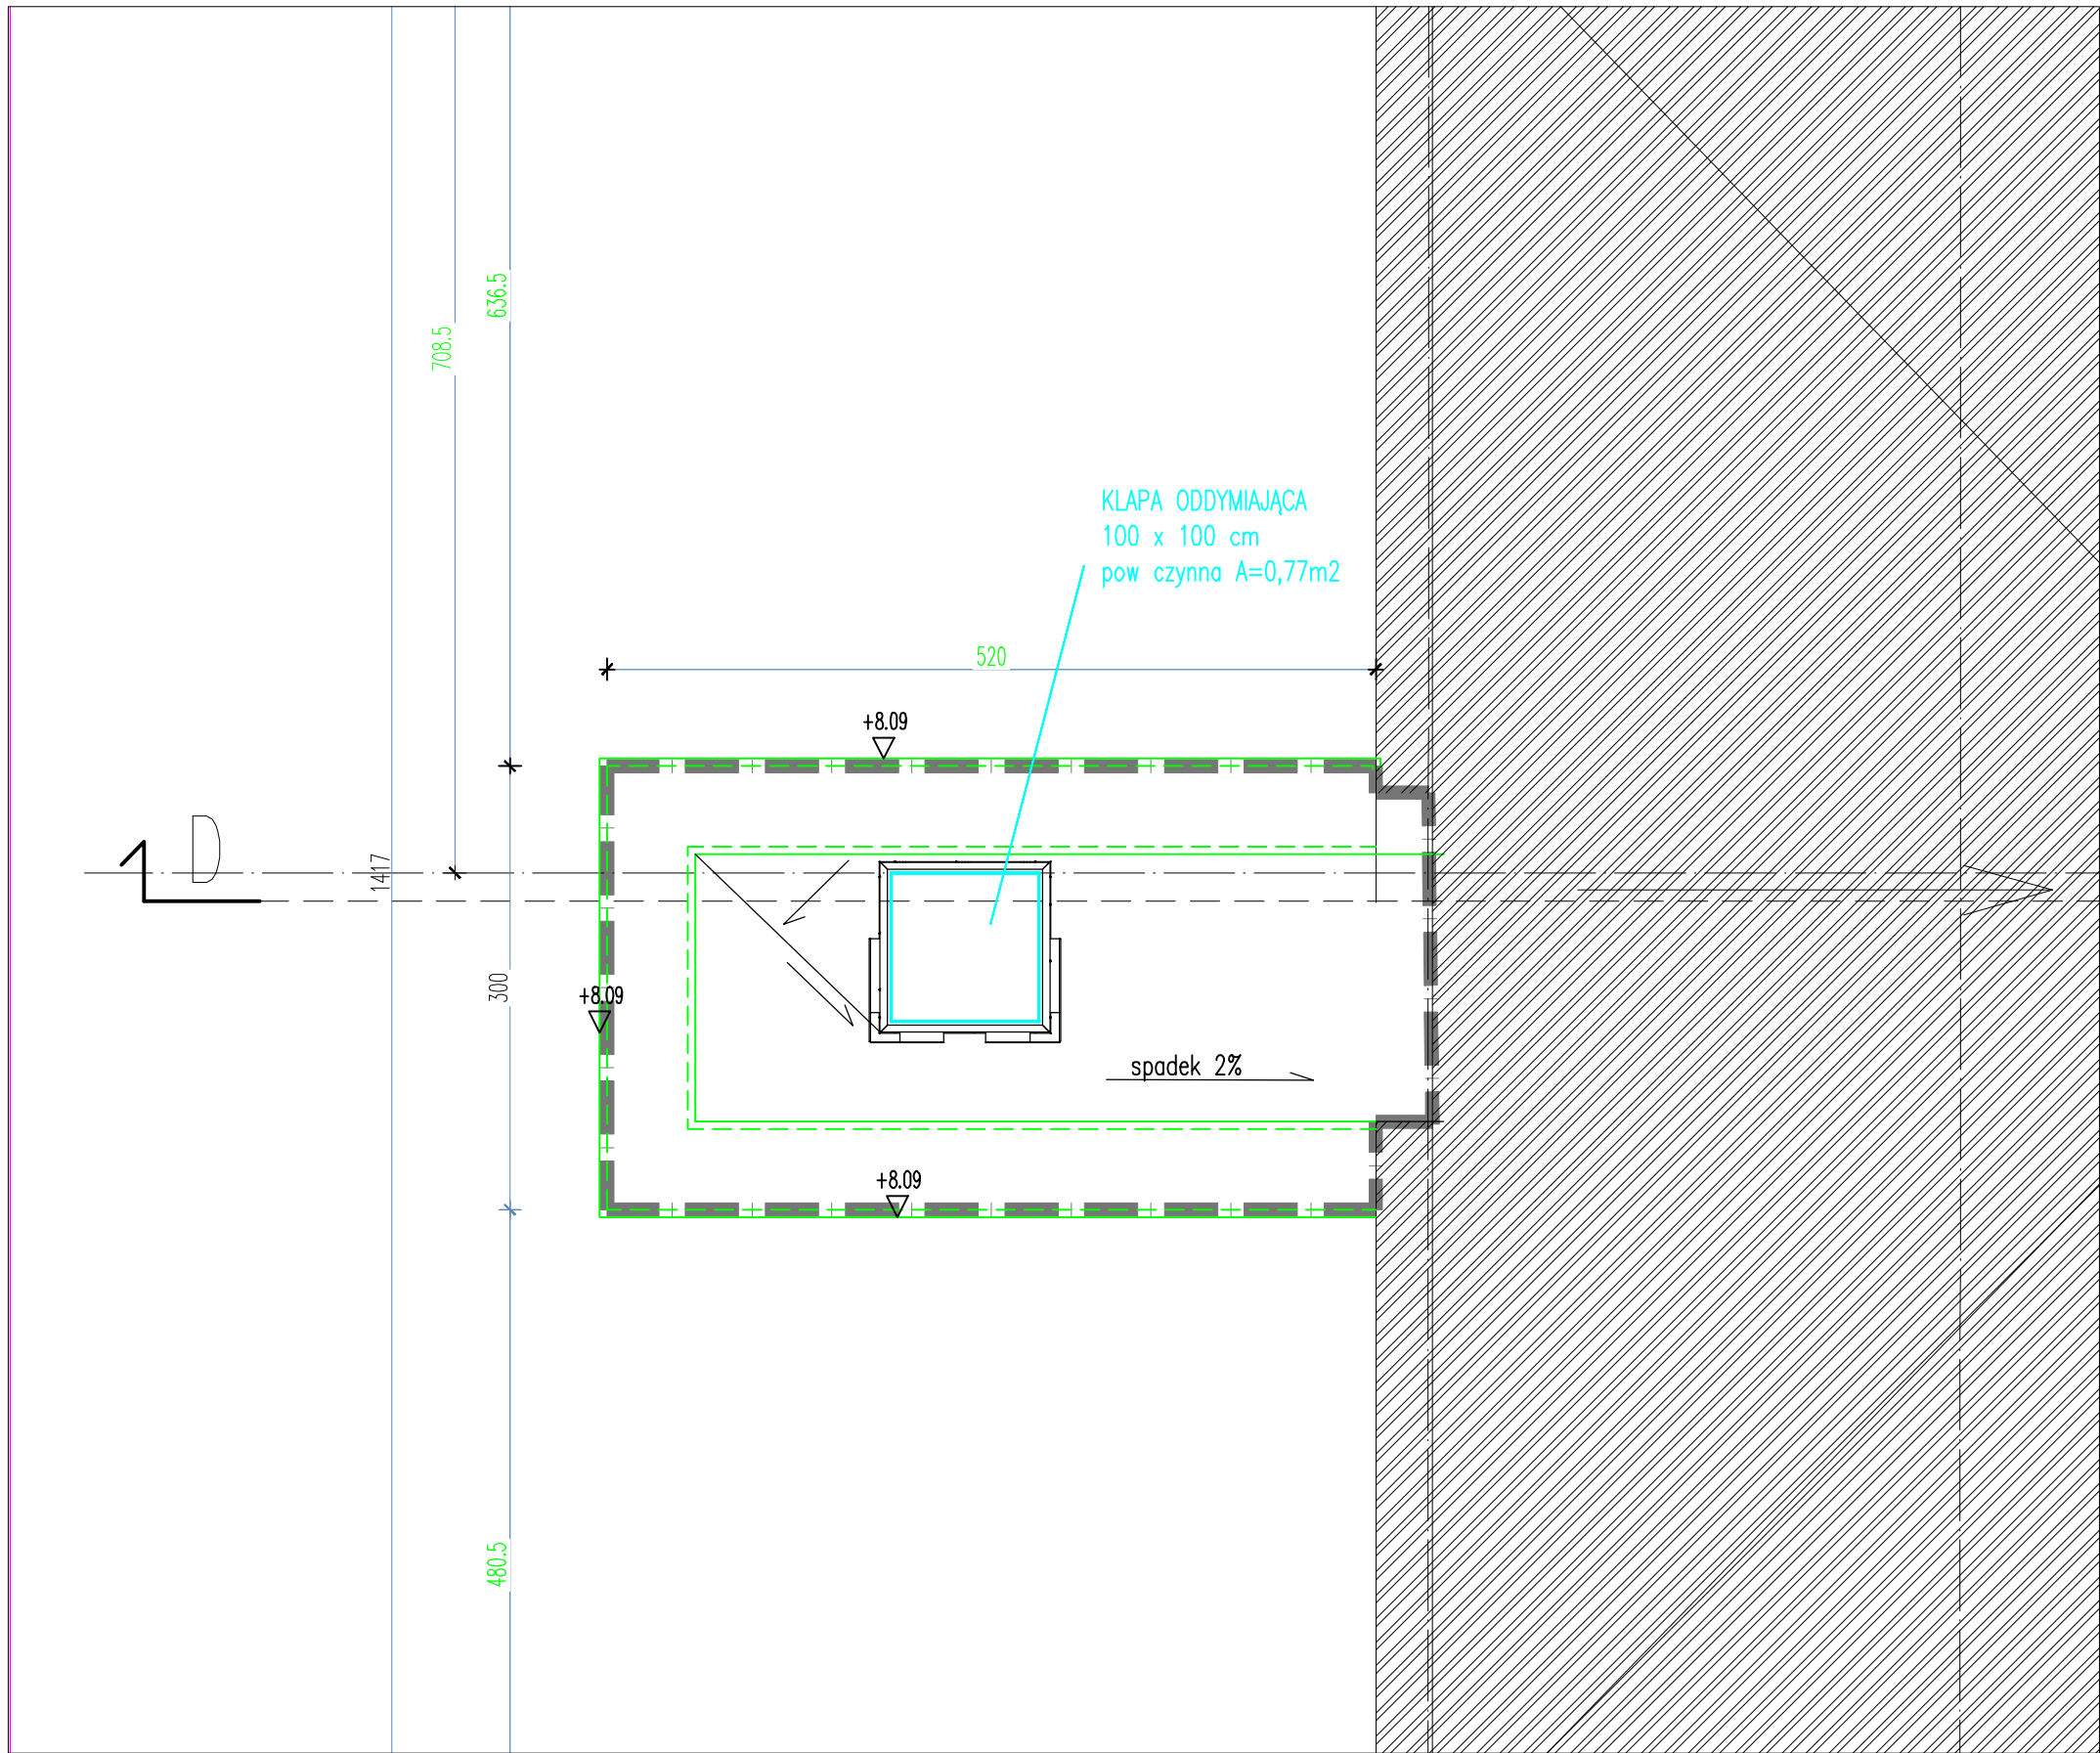 636.5
708.5
KLAPA ODDYMIAJĄCA
100 x 100 cm
pow czynna A=0,77m2
520
+8.09
D
1417
300
+8.09
spadek 2%
+8.09
480.5